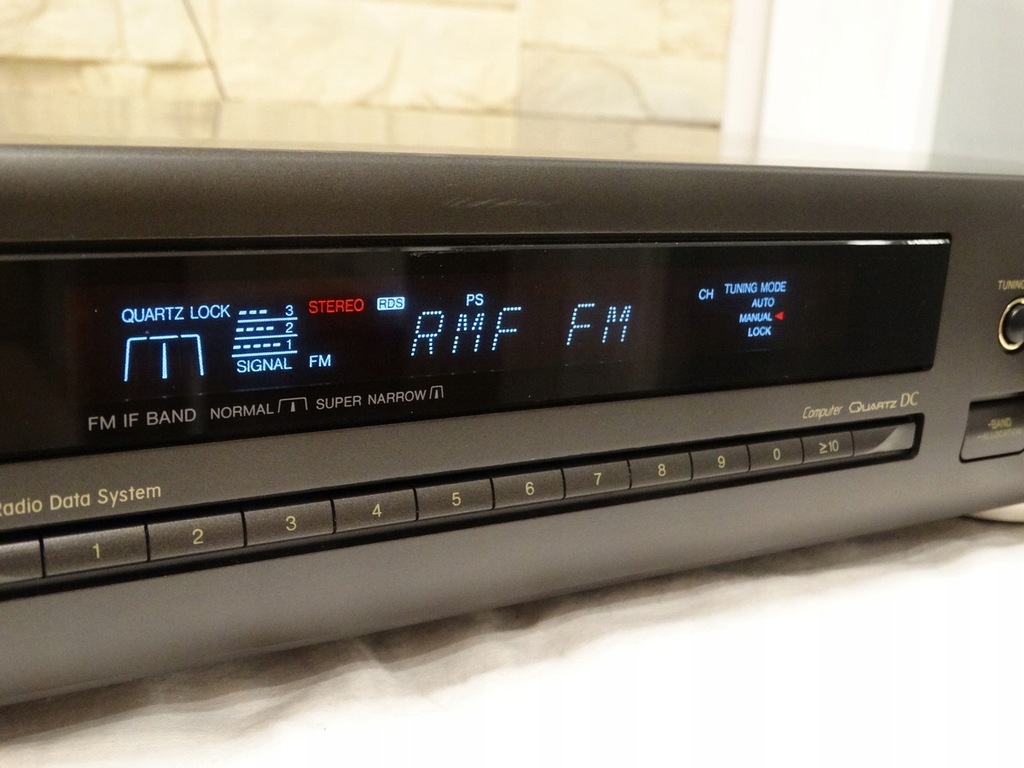 TUNING
QUARTZ LOCK
3
2
1
SIGNAL
STEREO
RDS
FM
PS
RMF FM
CH
TUNING MODE
AUTO
MANUAL
LOCK
FM IF BAND NORMAL SUPER NARROW
Computer QUARTZ DC
-BAND
Radio Data System
1 2 3 4 5 6 7 8 9 0 ≥10